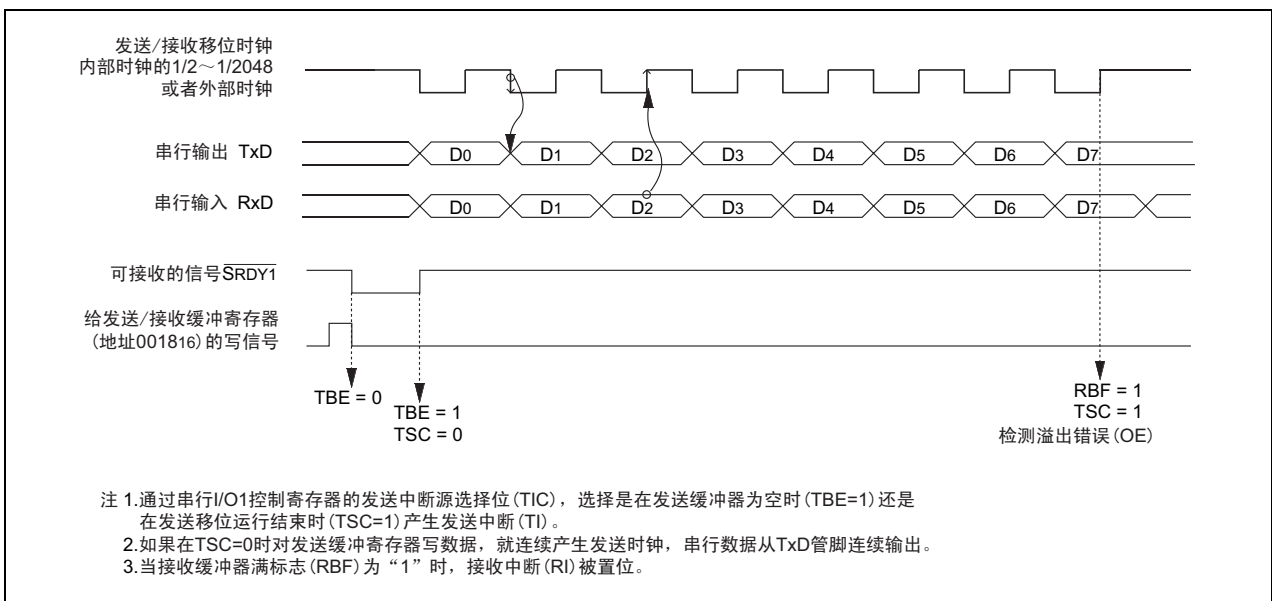 发送/接收移位时钟
内部时钟的1/2～1/2048
或者外部时钟
串行输出 TxD
D0 D1 D2 D3 D4 D5 D6 D7
串行输入 RxD
D0 D1 D2 D3 D4 D5 D6 D7
可接收的信号SRDY1
给发送/接收缓冲寄存器
(地址001816)的写信号
TBE = 0
TBE = 1
TSC = 0
RBF = 1
TSC = 1
检测溢出错误(OE)
注 1.通过串行I/O1控制寄存器的发送中断源选择位(TIC)，选择是在发送缓冲器为空时(TBE=1)还是
在发送移位运行结束时(TSC=1)产生发送中断(TI)。
2.如果在TSC=0时对发送缓冲寄存器写数据，就连续产生发送时钟，串行数据从TxD管脚连续输出。
3.当接收缓冲器满标志(RBF)为“1”时，接收中断(RI)被置位。